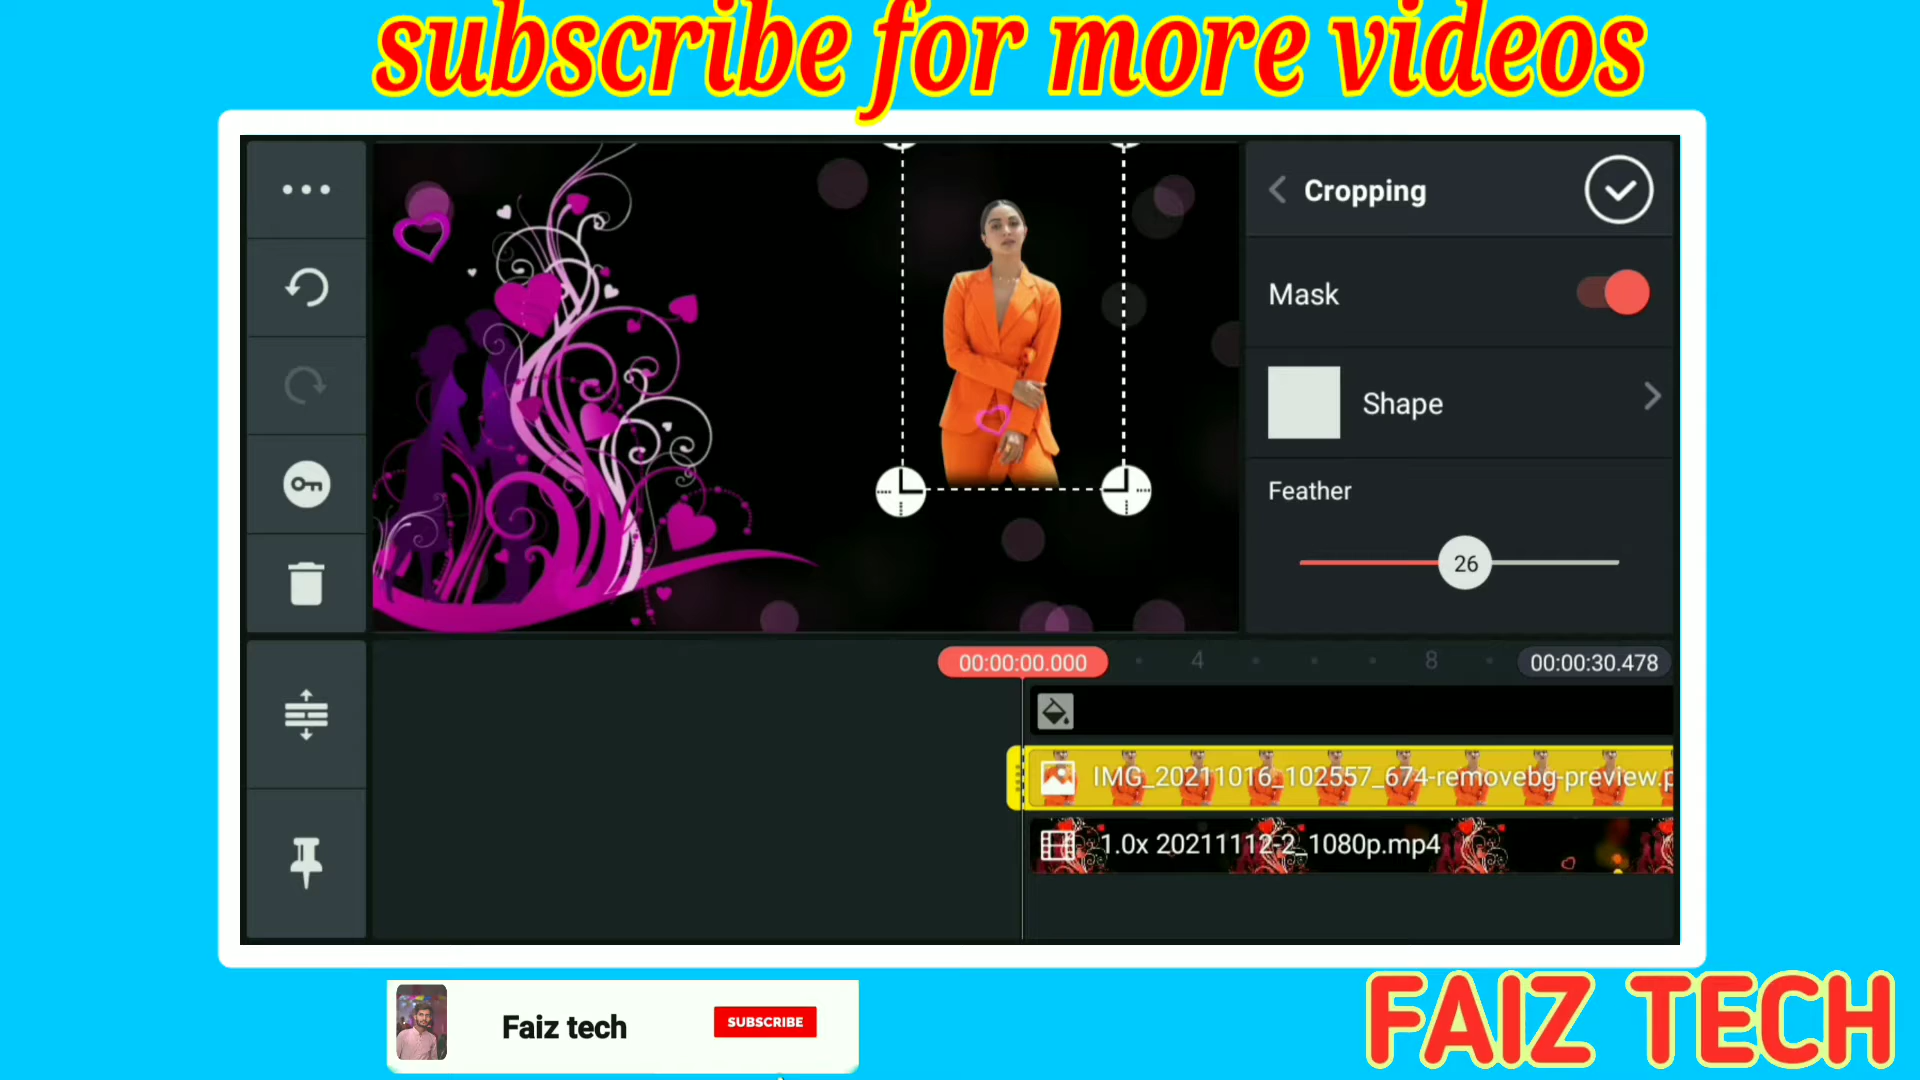 subscribe for more videos
Cropping
Mask
Shape
Feather
26
00:00:00.000
4
8
00:00:30.478
IMG_20211016_102557_674-removebg-preview.p
1.0x 20211112-2_1080p.mp4
Faiz tech
SUBSCRIBE
FAIZ TECH